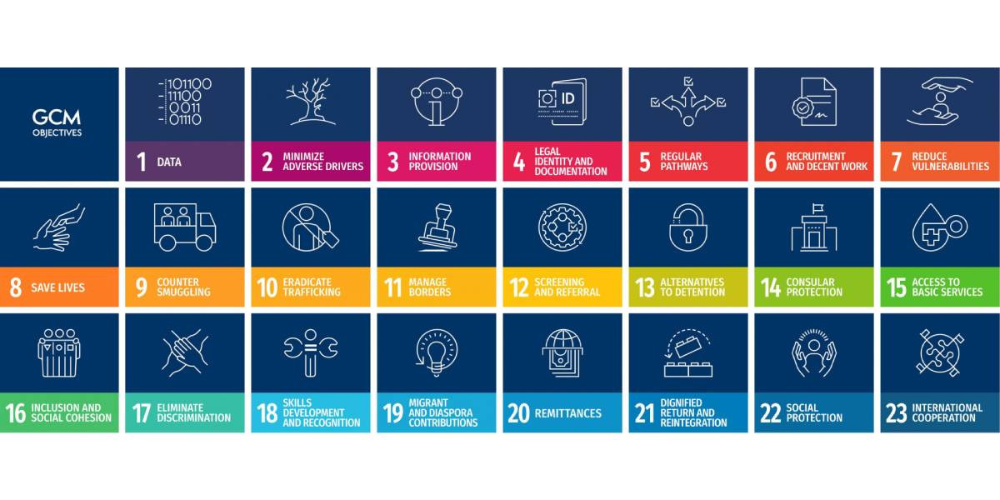 GCM
OBJECTIVES
-101100
-11100
-0011
-0110
1 DATA
2 MINIMIZE
ADVERSE DRIVERS
i
3 INFORMATION
PROVISION
ID
4 LEGAL
IDENTITY AND
DOCUMENTATION
5 REGULAR
PATHWAYS
6 RECRUITMENT
AND DECENT WORK
7 REDUCE
VULNERABILITIES
8 SAVE LIVES
9 COUNTER
SMUGGLING
10 ERADICATE
TRAFFICKING
11 MANAGE
BORDERS
12 SCREENING
AND REFERRAL
13 ALTERNATIVES
TO DETENTION
14 CONSULAR
PROTECTION
15 ACCESS TO
BASIC SERVICES
16 INCLUSION AND
SOCIAL COHESION
17 ELIMINATE
DISCRIMINATION
18 SKILLS
DEVELOPMENT
AND RECOGNITION
19 MIGRANT
AND DIASPORA
CONTRIBUTIONS
20 REMITTANCES
21 DIGNIFIED
RETURN AND
REINTEGRATION
22 SOCIAL
PROTECTION
23 INTERNATIONAL
COOPERATION